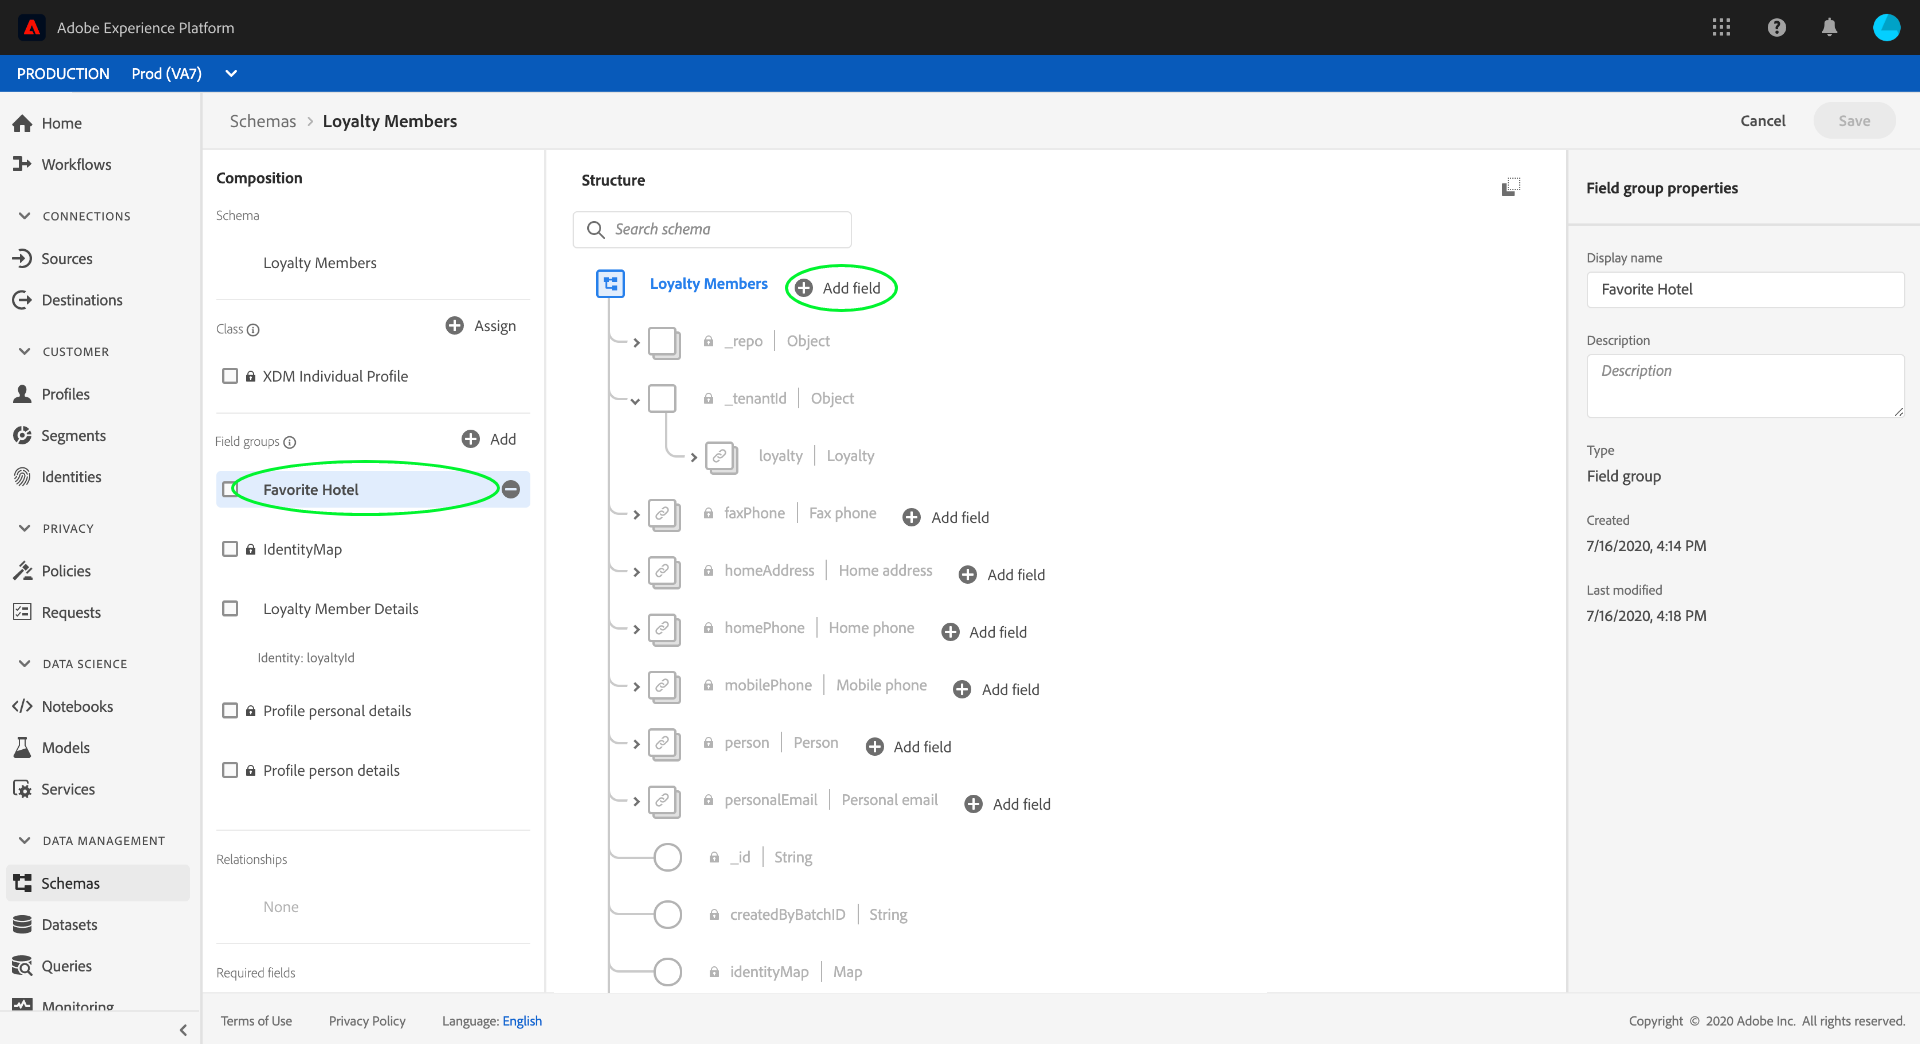 Adobe Experience Platform
PRODUCTION Prod (VA7)
Home
Workflows
CONNECTIONS
Sources
Destinations
CUSTOMER
Profiles
Segments
Identities
PRIVACY
Policies
Requests
DATA SCIENCE
Notebooks
Models
Services
DATA MANAGEMENT
Schemas
Datasets
Queries
Monitoring
Schemas > Loyalty Members
Cancel
Save
Composition
Schema
Loyalty Members
Class
Assign
XDM Individual Profile
Field groups
Add
Favorite Hotel
IdentityMap
Loyalty Member Details
Identity: loyaltyId
Profile personal details
Profile person details
Relationships
None
Required fields
Structure
Search schema
Loyalty Members Add field
_repo | Object
_tenantId | Object
loyalty | Loyalty
faxPhone | Fax phone Add field
homeAddress | Home address Add field
homePhone | Home phone Add field
mobilePhone | Mobile phone Add field
person | Person Add field
personalEmail | Personal email Add field
_id | String
createdByBatchID | String
identityMap | Map
Field group properties
Display name
Favorite Hotel
Description
Description
Type
Field group
Created
7/16/2020, 4:14 PM
Last modified
7/16/2020, 4:18 PM
Terms of Use Privacy Policy Language: English
Copyright © 2020 Adobe Inc. All rights reserved.